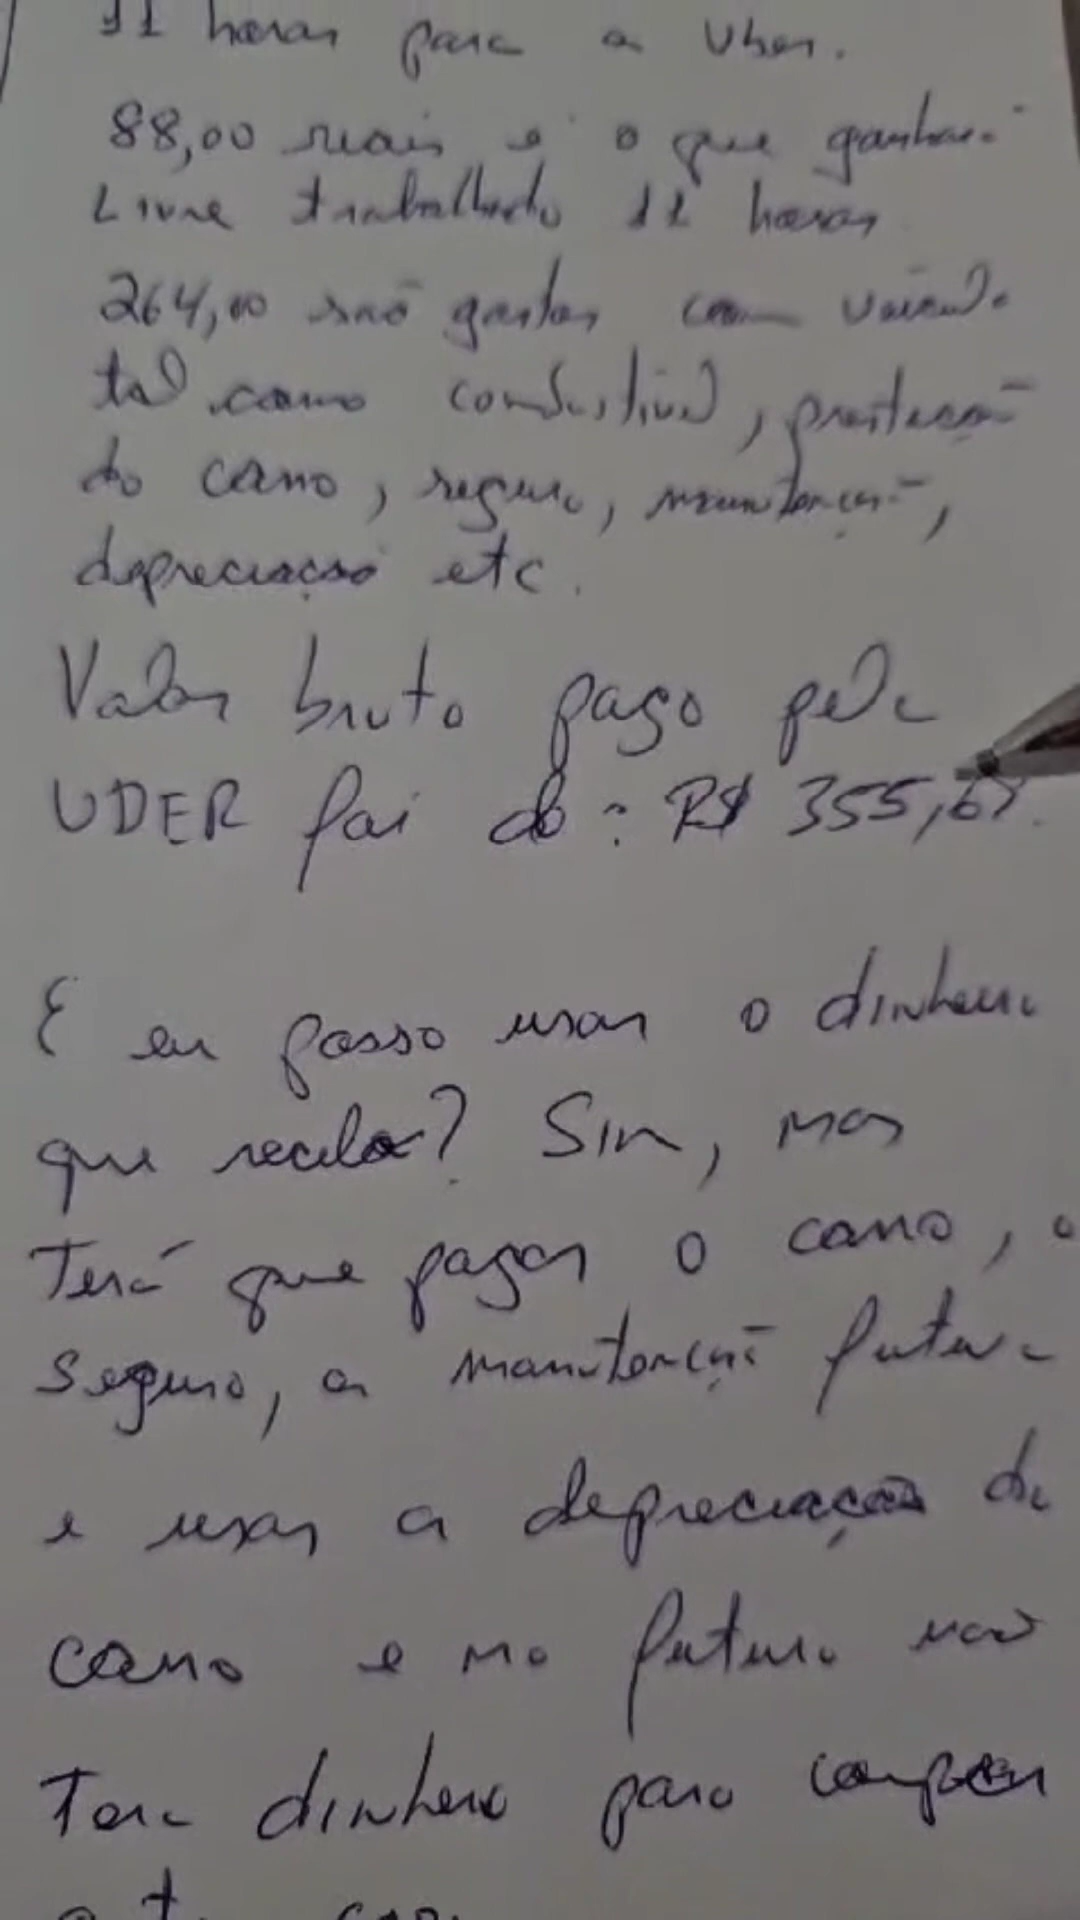 11 horas para a Uber.
88,00 reais e o que ganhei
Livre trabalhado 11 horas
264,00 são gastos com veículo
tal como combustível, prestação
do carro, seguro, manutenção,
depreciação etc.
Valor bruto pago pela
UBER foi de: R$ 355,67.
E eu posso usar o dinheiro
que recebo? Sim, mas
Terá que pagar o carro, o
seguro, a manutenção futura
e usar a depreciação do
carro e no futuro não
Terá dinheiro para comprar